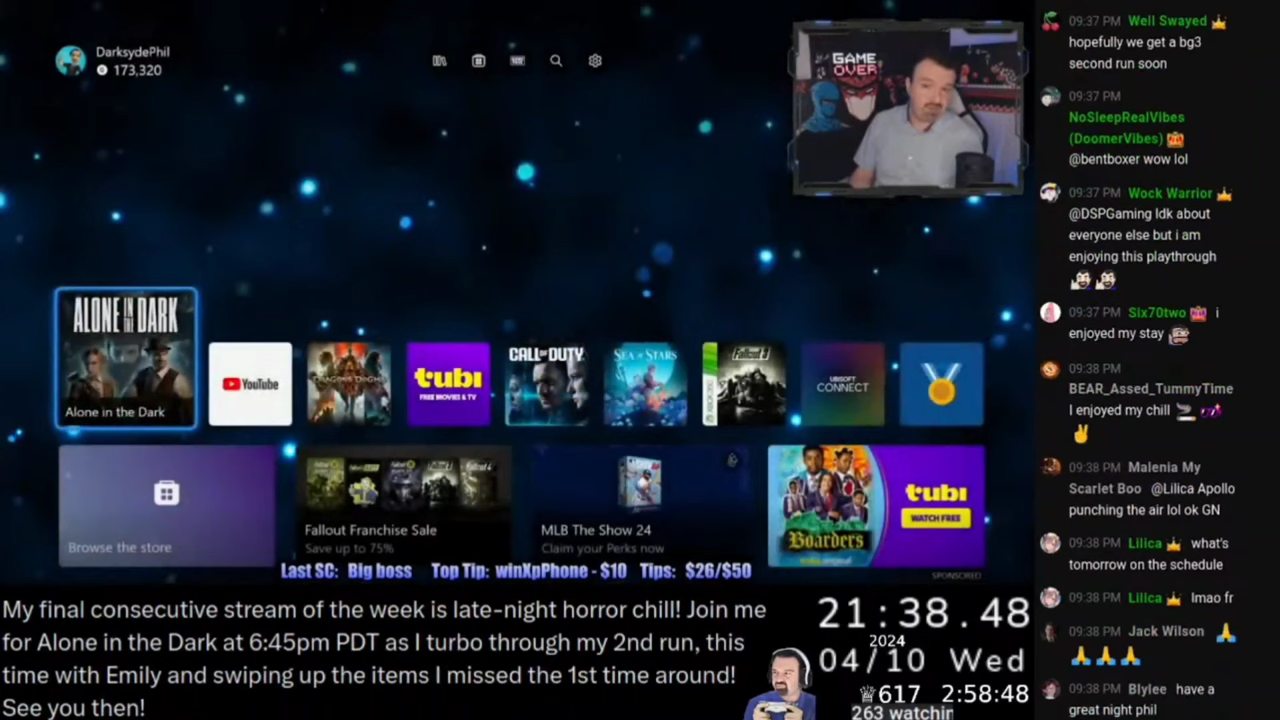 DarksydePhil
173,320
GAME
OVER
ALONE IN THE DARK
Alone in the Dark
YouTube
DRAGON'S DOGMA
tubi
FREE MOVIES & TV
CALL OF DUTY
SEA OF STARS
XBOX 360
Fallout 3
UBISOFT
CONNECT
Browse the store
Fallout Franchise Sale
Save up to 75%
MLB The Show 24
Claim your Perks now
Boarders
tubi
WATCH FREE
SPONSORED
Last SC: Big boss Top Tip: winXpPhone - $10 Tips: $26/$50
My final consecutive stream of the week is late-night horror chill! Join me
for Alone in the Dark at 6:45pm PDT as I turbo through my 2nd run, this
time with Emily and swiping up the items I missed the 1st time around!
See you then!
21:38.48
2024
04/10 Wed
617 2:58:48
263 watchin
09:37 PM Well Swayed
hopefully we get a bg3
second run soon
09:37 PM
NoSleepRealVibes
(DoomerVibes)
@bentboxer wow lol
09:37 PM Wock Warrior
@DSPGaming Idk about
everyone else but i am
enjoying this playthrough
09:37 PM Six70two i
enjoyed my stay
09:38 PM
BEAR_Assed_TummyTime
I enjoyed my chill
09:38 PM Malenia My
Scarlet Boo @Lilica Apollo
punching the air lol ok GN
09:38 PM Lilica what's
tomorrow on the schedule
09:38 PM Lilica lmao fr
09:38 PM Jack Wilson
09:38 PM Blylee have a
great night phil